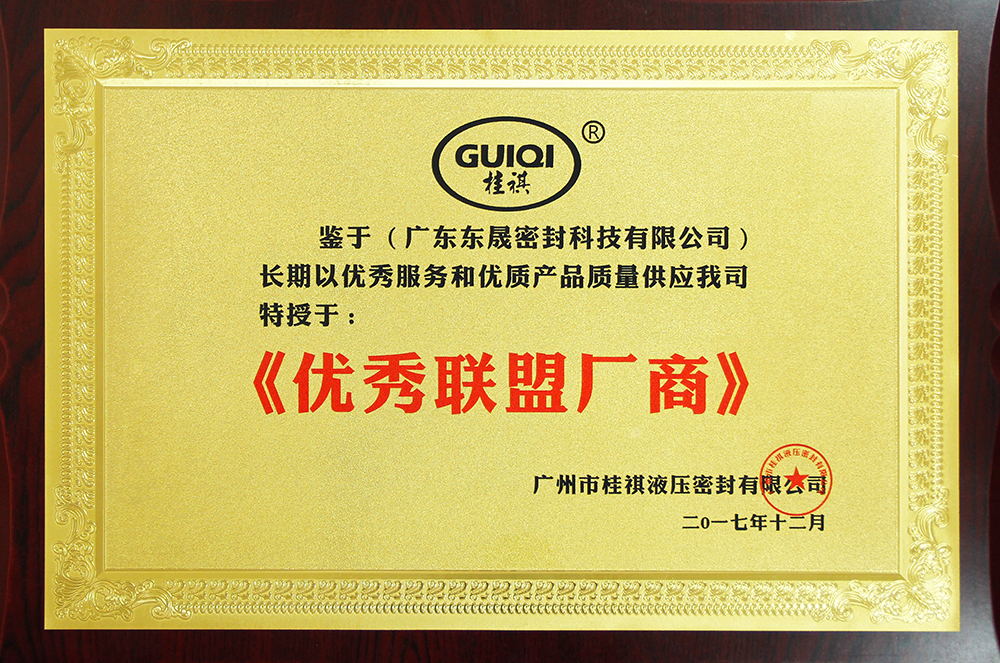 GUIQI
®
桂祺
鉴于（广东东晟密封科技有限公司）
长期以优秀服务和优质产品质量供应我司
特授于：
《优秀联盟厂商》
广州市桂祺液压密封有限公司
二0一七年十二月